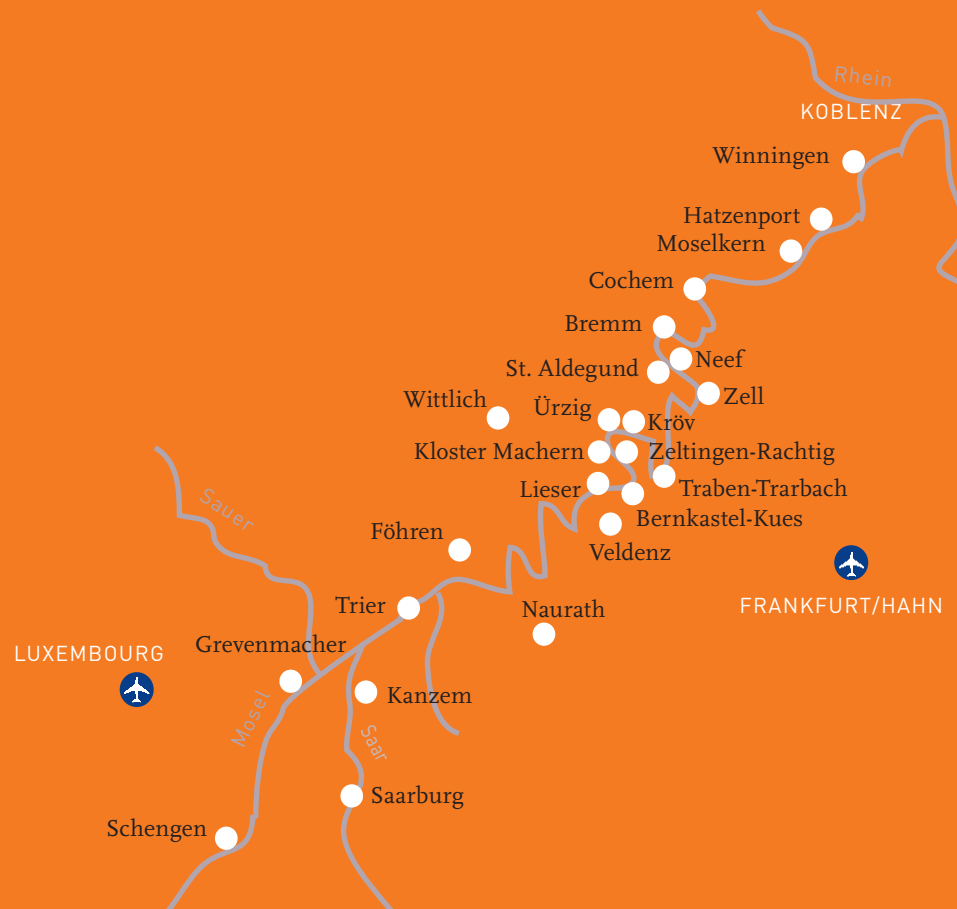 Rhein
KOBLENZ
Winningen
Hatzenport
Moselkern
Cochem
Bremm
Neef
St. Aldegund
Zell
Wittlich
Ürzig
Kröv
Kloster Machern
Zeltingen-Rachtig
Lieser
Traben-Trarbach
Bernkastel-Kues
Sauer
Föhren
Veldenz
Trier
Naurath
FRANKFURT/HAHN
Grevenmacher
LUXEMBOURG
Kanzem
Mosel
Saar
Saarburg
Schengen